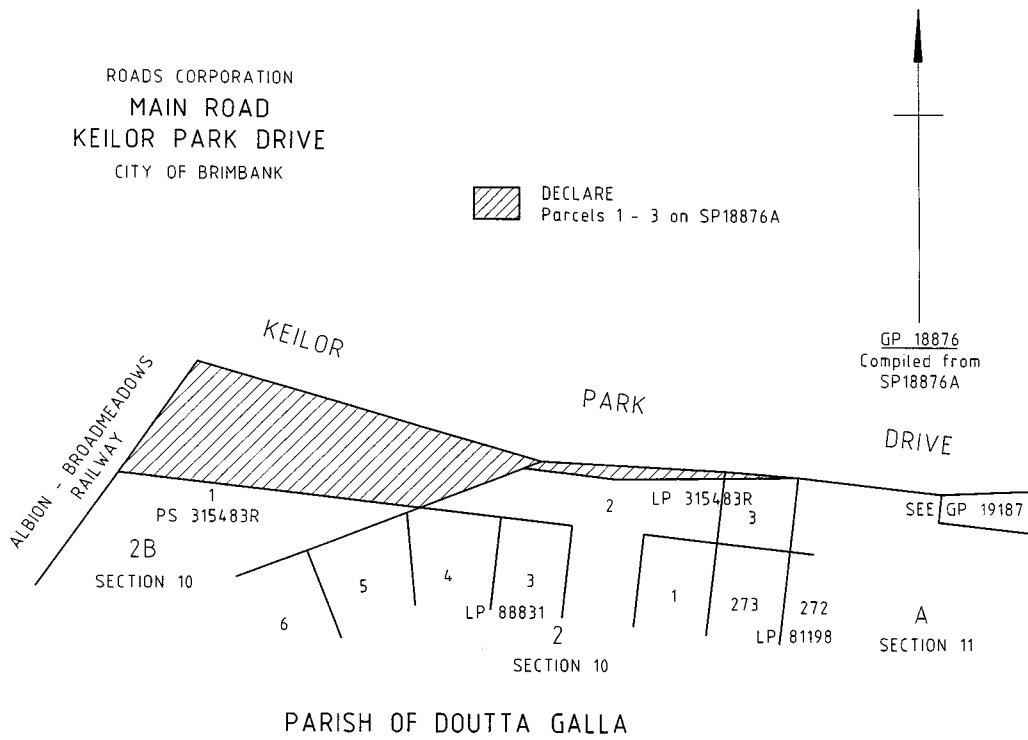 ROADS CORPORATION
MAIN ROAD
KEILOR PARK DRIVE
CITY OF BRIMBANK
DECLARE
Parcels 1 - 3 on SP18876A
GP 18876
Compiled from
SP18876A
KEILOR
PARK
DRIVE
ALBION - BROADMEADOWS
RAILWAY
1
PS 315483R
2B
SECTION 10
2
LP 315483R
3
SEE GP 19187
6
5
4
3
LP 88831
2
SECTION 10
1
273
272
LP 81198
A
SECTION 11
PARISH OF DOUTTA GALLA